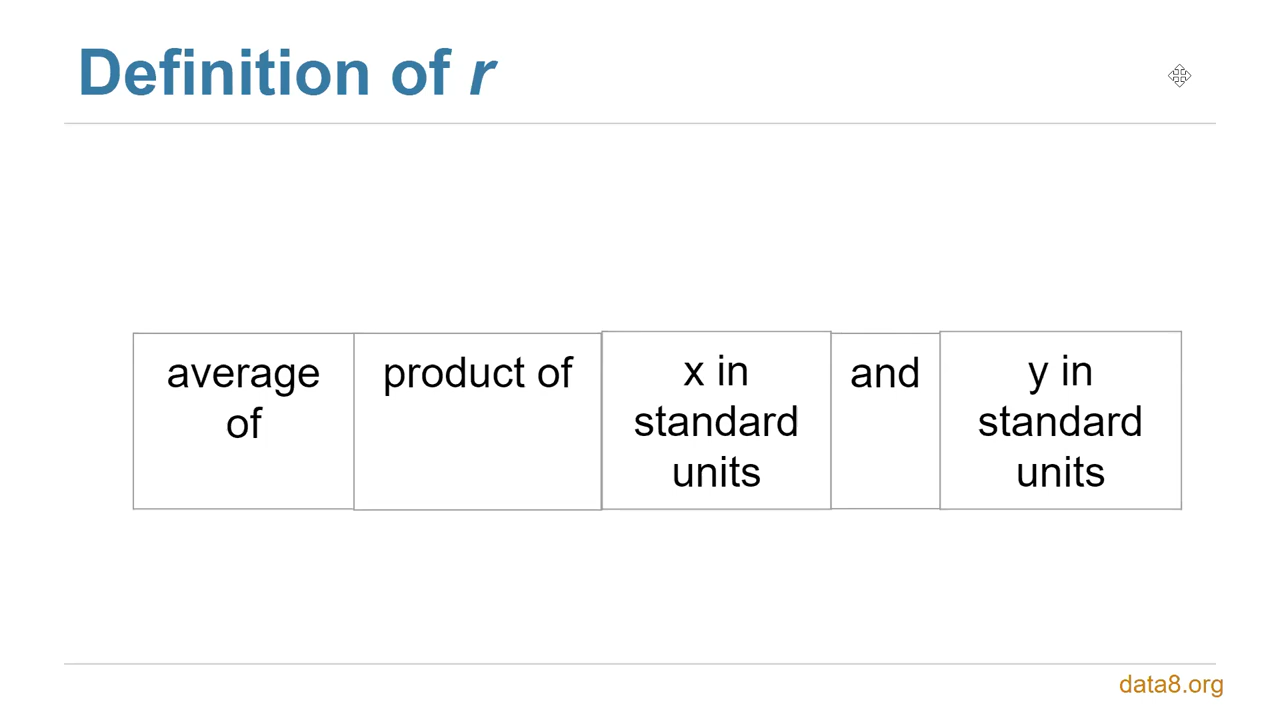 Definition of r
average
of
product of
x in
standard
units
and
y in
standard
units
data8.org